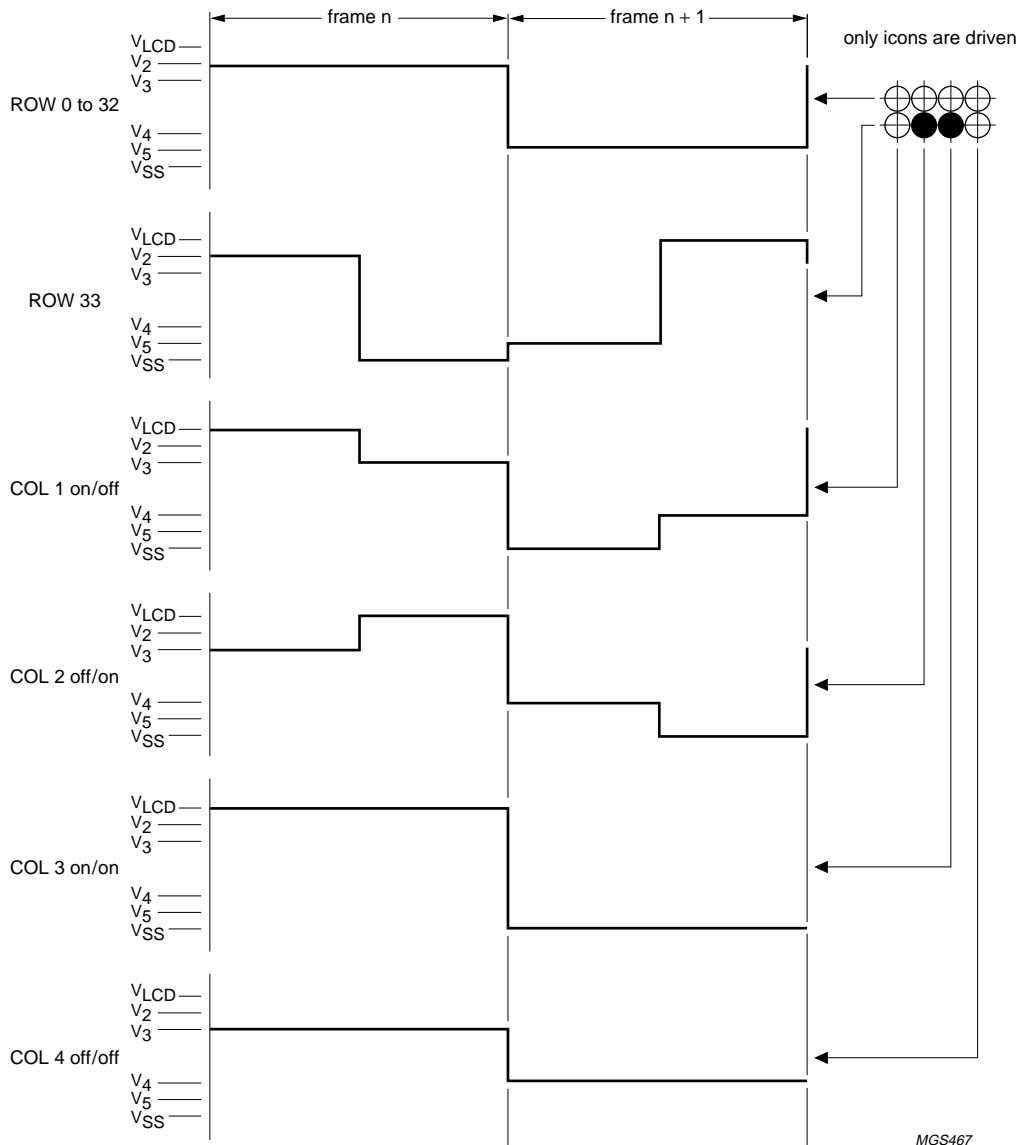 frame n
frame n + 1
only icons are driven
VLCD
V2
V3
ROW 0 to 32
V4
V5
VSS
VLCD
V2
V3
ROW 33
V4
V5
VSS
VLCD
V2
V3
COL 1 on/off
V4
V5
VSS
VLCD
V2
V3
COL 2 off/on
V4
V5
VSS
VLCD
V2
V3
COL 3 on/on
V4
V5
VSS
VLCD
V2
V3
COL 4 off/off
V4
V5
VSS
MGS467